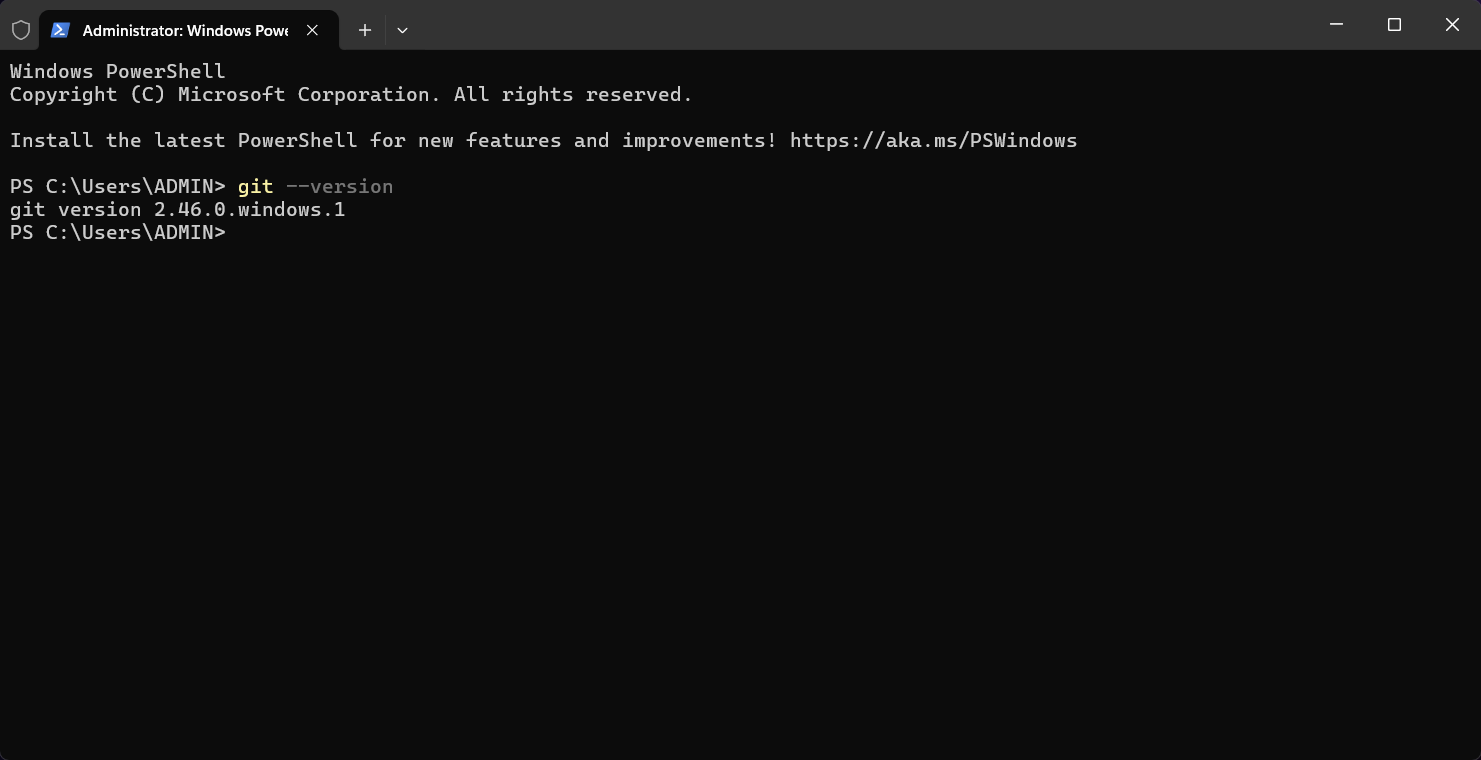 Administrator: Windows Powe
Windows PowerShell
Copyright (C) Microsoft Corporation. All rights reserved.
Install the latest PowerShell for new features and improvements! https://aka.ms/PSWindows
PS C:\Users\ADMIN> git --version
git version 2.46.0.windows.1
PS C:\Users\ADMIN>